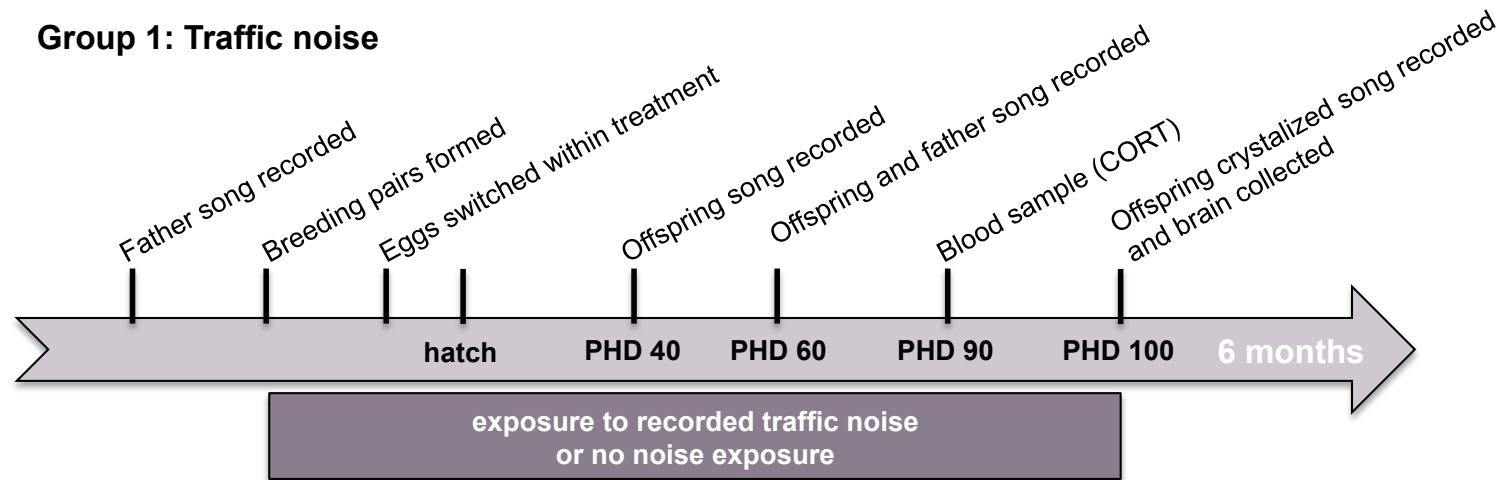 Group 1: Traffic noise
Father song recorded
Breeding pairs formed
Eggs switched within treatment
Offspring song recorded
Offspring and father song recorded
Blood sample (CORT)
Offspring crystalized song recorded
and brain collected
hatch
PHD 40
PHD 60
PHD 90
PHD 100
6 months
exposure to recorded traffic noise
or no noise exposure